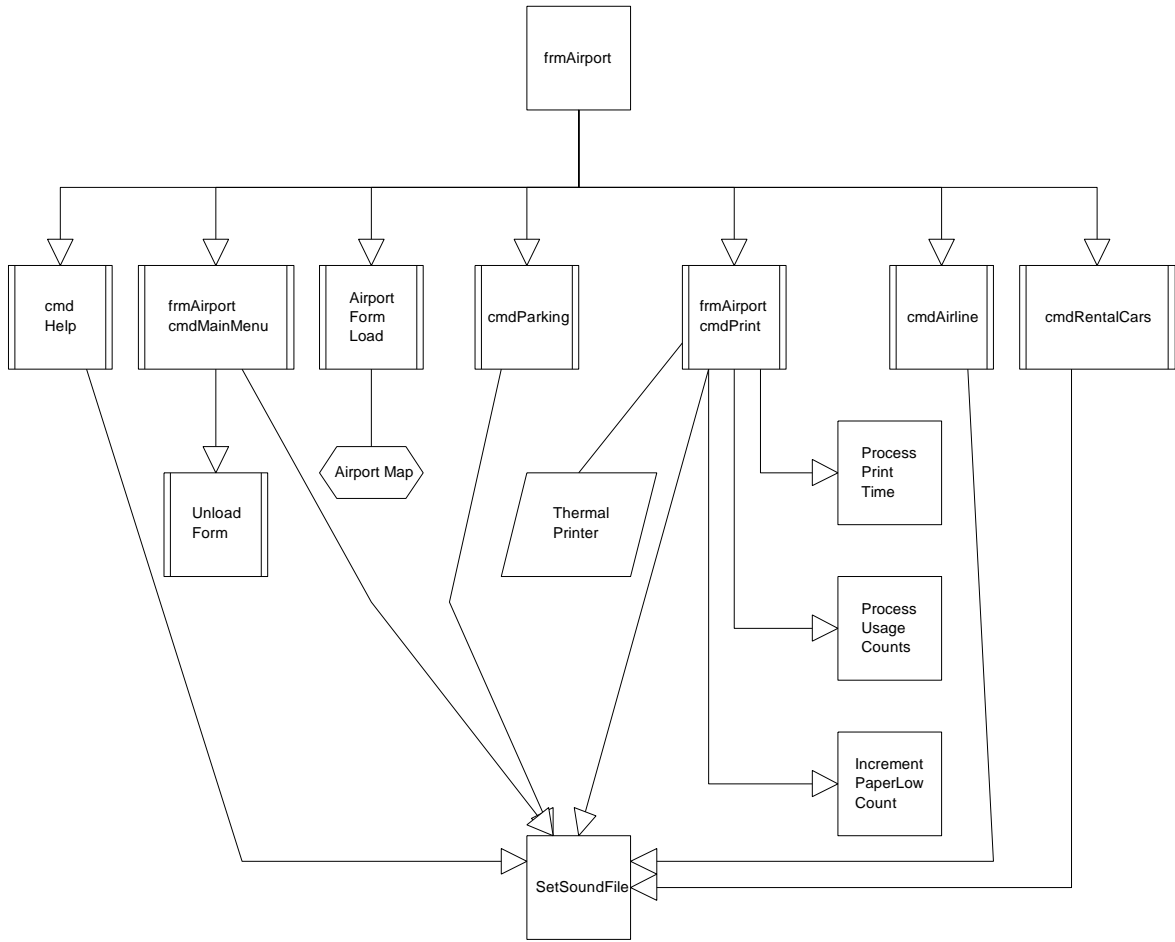 frmAirport
cmd
Help
frmAirport
cmdMainMenu
Airport
Form
Load
cmdParking
frmAirport
cmdPrint
cmdAirline
cmdRentalCars
Unload
Form
Airport Map
Thermal
Printer
Process
Print
Time
Process
Usage
Counts
Increment
PaperLow
Count
SetSoundFile